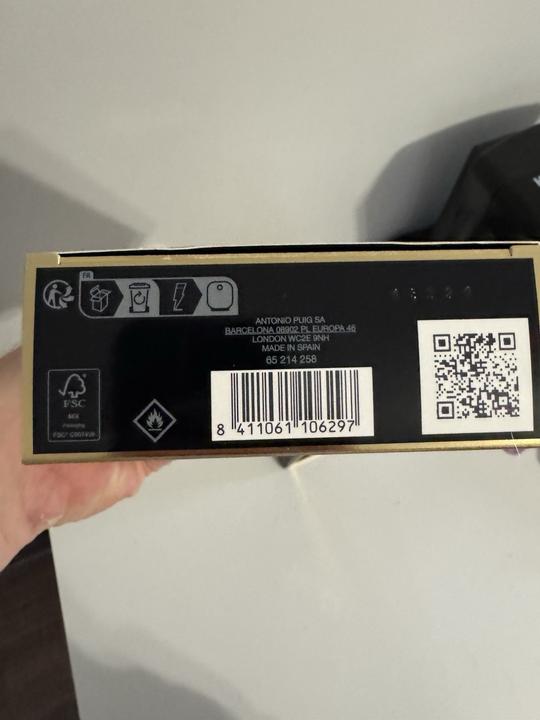 FR
ANTONIO PUIG SA
BARCELONA 08902 PL EUROPA 46
LONDON WC2E 9NH
MADE IN SPAIN
65 214 258
FSC
MIX
Packaging
8 411061 106297